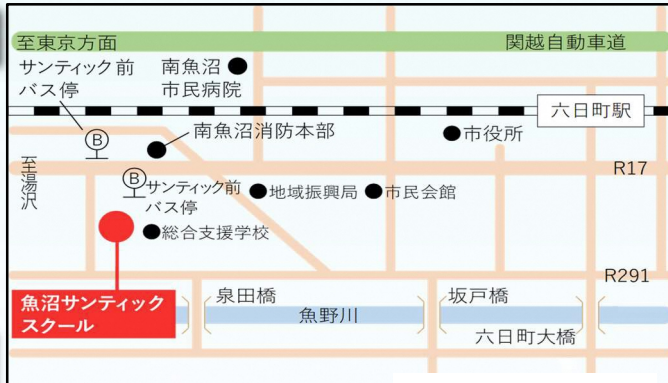 至東京方面
関越自動車道
サンティック前
バス停
南魚沼
市民病院
六日町駅
B
南魚沼消防本部
市役所
至湯沢
R17
B
サンティック前
バス停
地域振興局
市民会館
総合支援学校
R291
魚沼サンティック
スクール
泉田橋
魚野川
坂戸橋
六日町大橋